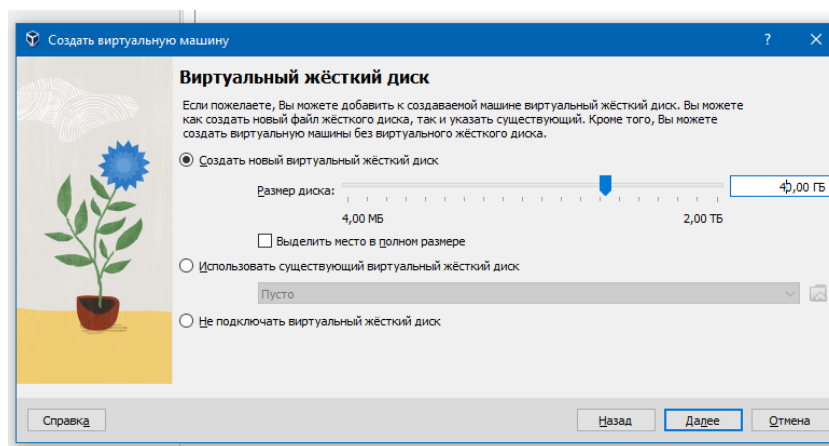 Создать виртуальную машину
Виртуальный жёсткий диск
Если пожелаете, Вы можете добавить к создаваемой машине виртуальный жёсткий диск. Вы можете
как создать новый файл жёсткого диска, так и указать существующий. Кроме того, Вы можете
создать виртуальную машины без виртуального жёсткого диска.
Создать новый виртуальный жёсткий диск
Размер диска:
40,00 ГБ
4,00 МБ
2,00 ТБ
Выделить место в полном размере
Использовать существующий виртуальный жёсткий диск
Пусто
Не подключать виртуальный жёсткий диск
Справка
Назад
Далее
Отмена